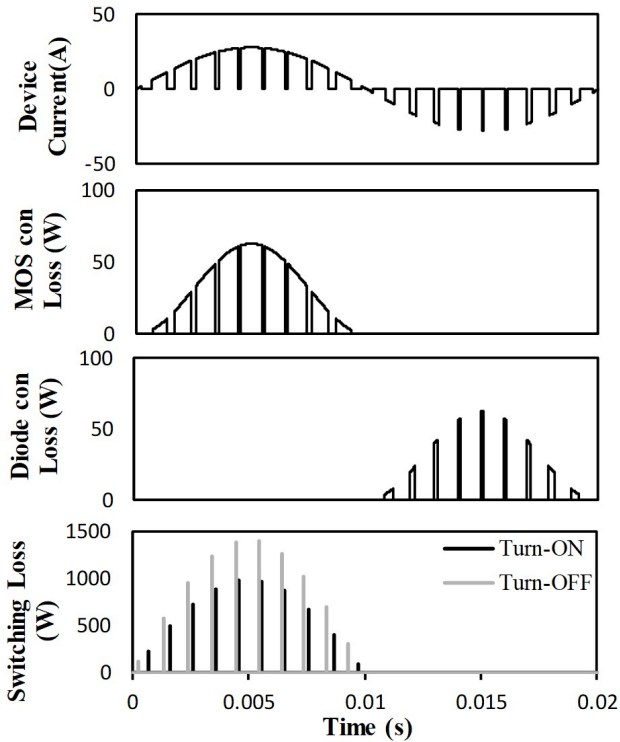 50
0
-50
Device
Current(A)
100
50
0
MOS con
Loss (W)
100
50
0
Diode con
Loss (W)
1500
1000
500
0
Switching Loss
(W)
Turn-ON
Turn-OFF
0
0.005
0.01
0.015
0.02
Time (s)